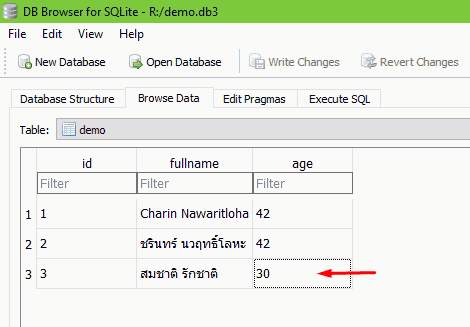 DB Browser for SQLite - R:/demo.db3
File Edit View Help
New Database Open Database Write Changes Revert Changes
Database Structure Browse Data Edit Pragmas Execute SQL
Table: demo
id fullname age
Filter Filter Filter
1 1 Charin Nawaritloha 42
2 2 ชรินทร์ นวฤทธิ์โลหะ 42
3 3 สมชาติ รักชาติ 30